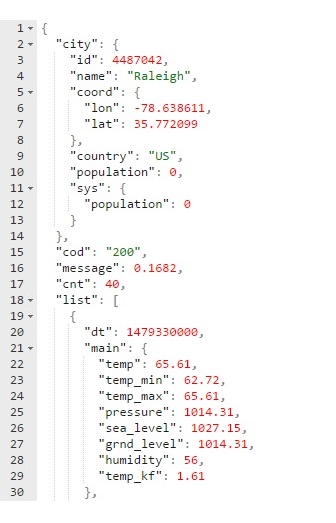 1 {
2 "city": {
3 "id": 4487042,
4 "name": "Raleigh",
5 "coord": {
6 "lon": -78.638611,
7 "lat": 35.772099
8 },
9 "country": "US",
10 "population": 0,
11 "sys": {
12 "population": 0
13 }
14 },
15 "cod": "200",
16 "message": 0.1682,
17 "cnt": 40,
18 "list": [
19 {
20 "dt": 1479330000,
21 "main": {
22 "temp": 65.61,
23 "temp_min": 62.72,
24 "temp_max": 65.61,
25 "pressure": 1014.31,
26 "sea_level": 1027.15,
27 "grnd_level": 1014.31,
28 "humidity": 56,
29 "temp_kf": 1.61
30 },